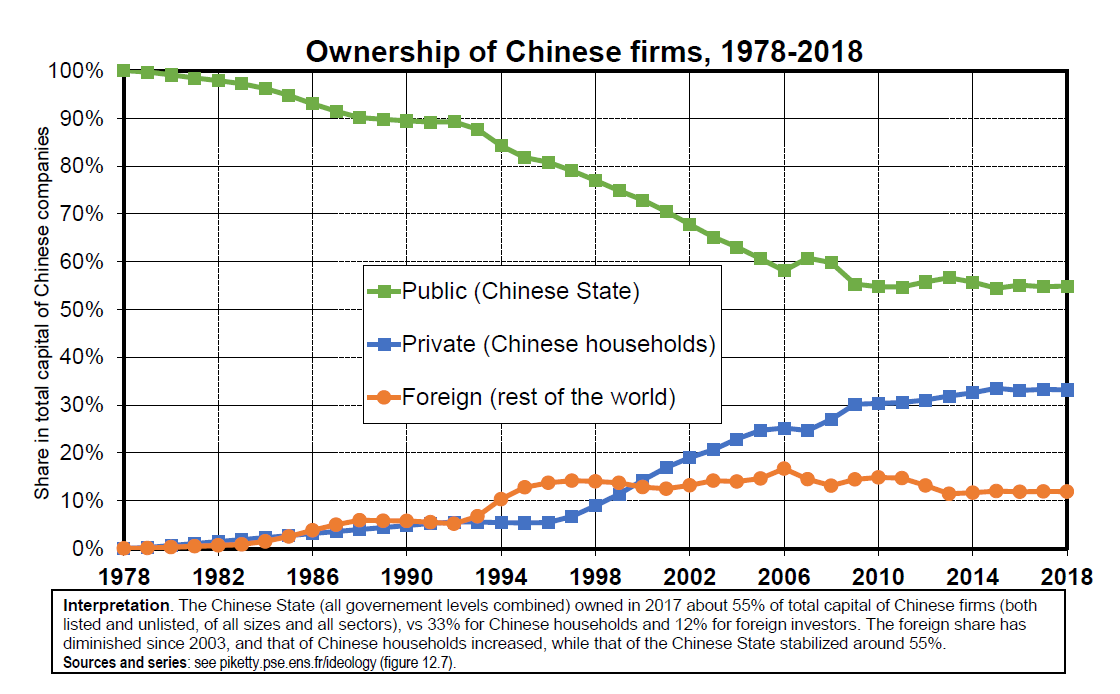 Ownership of Chinese firms, 1978-2018
Share in total capital of Chinese companies
100%
90%
80%
70%
60%
50%
40%
30%
20%
10%
0%
Public (Chinese State)
Private (Chinese households)
Foreign (rest of the world)
1978 1982 1986 1990 1994 1998 2002 2006 2010 2014 2018
Interpretation. The Chinese State (all governement levels combined) owned in 2017 about 55% of total capital of Chinese firms (both
listed and unlisted, of all sizes and all sectors), vs 33% for Chinese households and 12% for foreign investors. The foreign share has
diminished since 2003, and that of Chinese households increased, while that of the Chinese State stabilized around 55%.
Sources and series: see piketty.pse.ens.fr/ideology (figure 12.7).